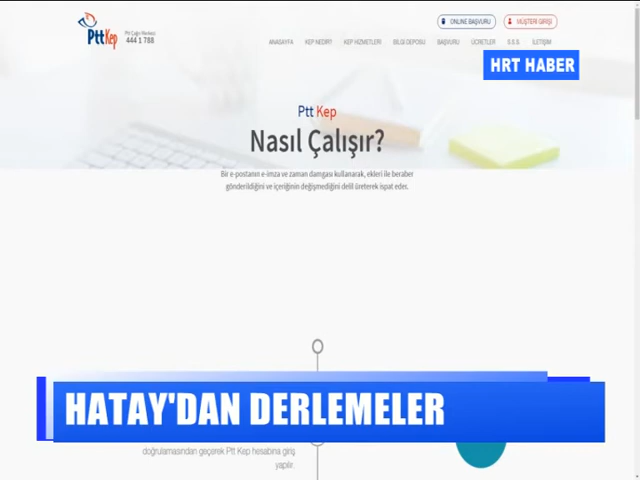 PttKep
Ptt Çağrı Merkezi
444 1 788
ONLINE BAŞVURU
MÜŞTERİ GİRİŞİ
ANASAYFA KEP NEDİR? KEP HİZMETLERİ BİLGİ DEPOSU BAŞVURU ÜCRETLER S.S.S. İLETİŞİM
HRT HABER
Ptt Kep
Nasıl Çalışır?
Bir e-postanın e-imza ve zaman damgası kullanarak, ekleri ile beraber
gönderildiğini ve içeriğinin değişmediğini delil üreterek ispat eder.
HATAY'DAN DERLEMELER
doğrulamasından geçerek Ptt Kep hesabına giriş
yapılır.